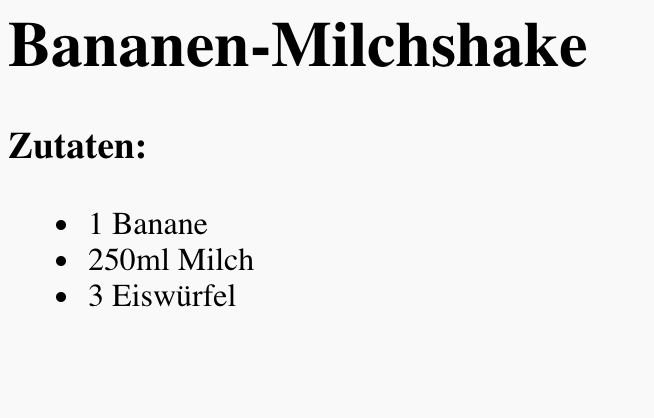 Bananen-Milchshake
Zutaten:
• 1 Banane
• 250ml Milch
• 3 Eiswürfel